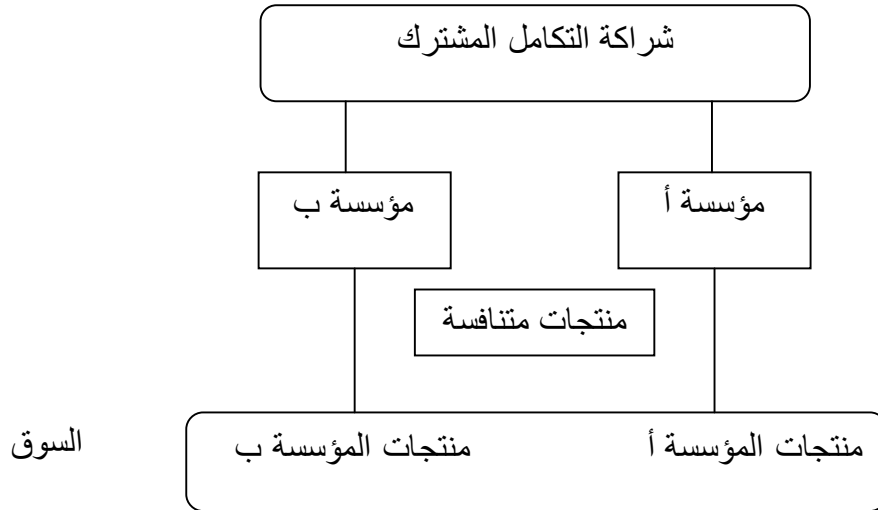 شراكة التكامل المشترك
مؤسسة أ
مؤسسة ب
منتجات متنافسة
منتجات المؤسسة أ
منتجات المؤسسة ب
السوق